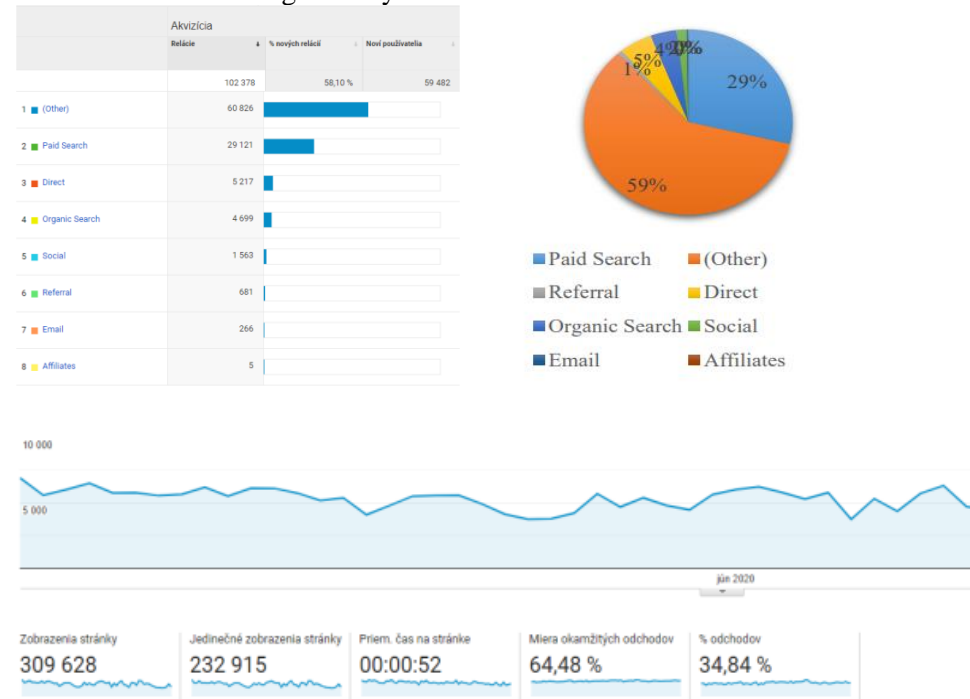 Akvizícia
Relácie % nových relácií Noví používatelia
102 378 58,10 % 59 482
1 (Other) 60 826
2 Paid Search 29 121
3 Direct 5 217
4 Organic Search 4 699
5 Social 1 563
6 Referral 681
7 Email 266
8 Affiliates 5
29%
59%
1%
5%
4%
Paid Search (Other)
Referral Direct
Organic Search Social
Email Affiliates
10 000
5 000
jún 2020
Zobrazenia stránky Jedinečné zobrazenia stránky Priem. čas na stránke Miera okamžitých odchodov % odchodov
309 628 232 915 00:00:52 64,48 % 34,84 %